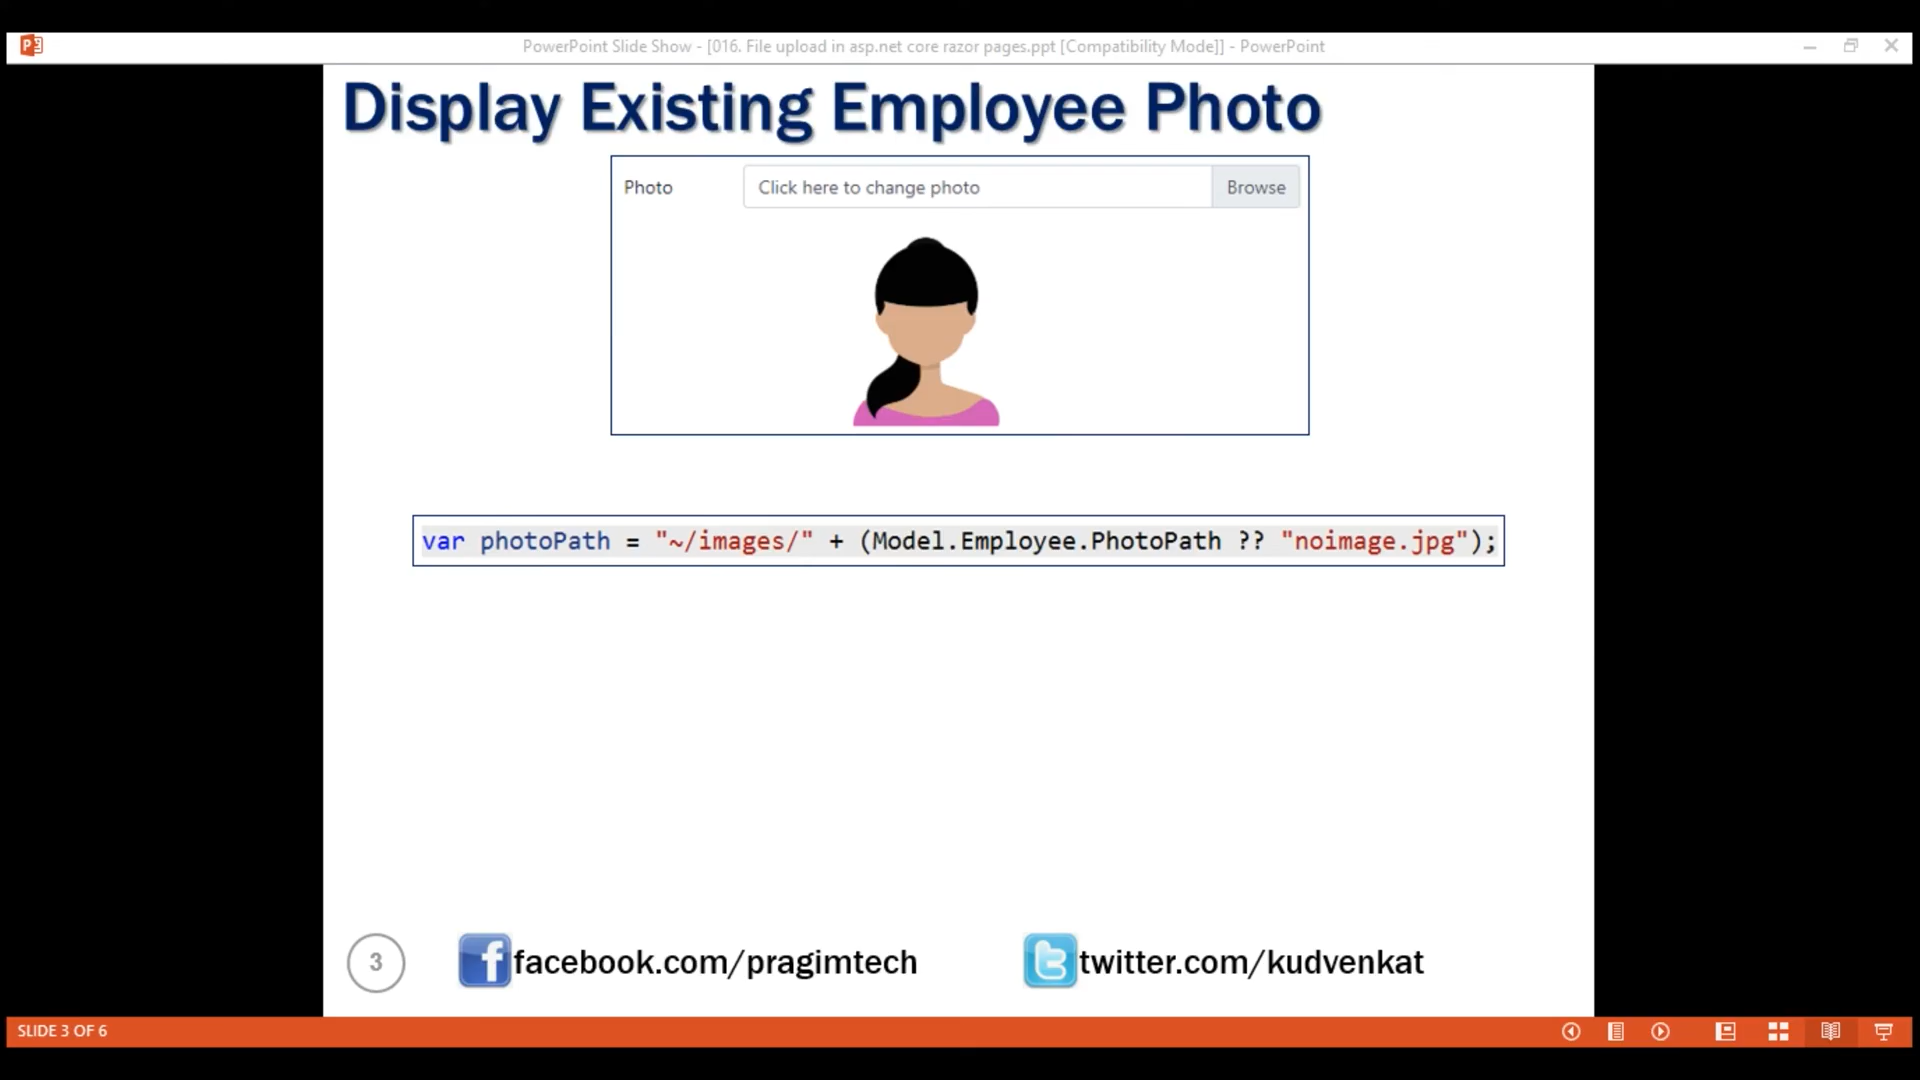 PowerPoint Slide Show - [016. File upload in asp.net core razor pages.ppt [Compatibility Mode]] - PowerPoint
Display Existing Employee Photo
Photo
Click here to change photo
Browse
var photoPath = "~/images/" + (Model.Employee.PhotoPath ?? "noimage.jpg");
3
facebook.com/pragimtech
twitter.com/kudvenkat
SLIDE 3 OF 6